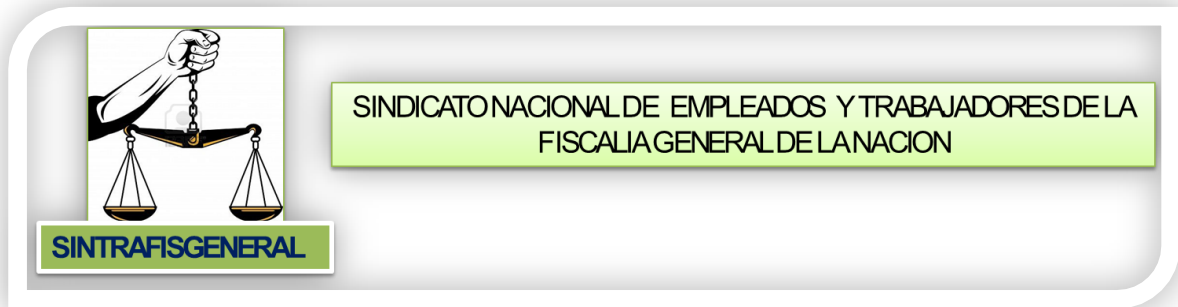 SINDICATO NACIONAL DE EMPLEADOS Y TRABAJADORES DE LA
FISCALIA GENERAL DE LA NACION
SINTRAFISGENERAL